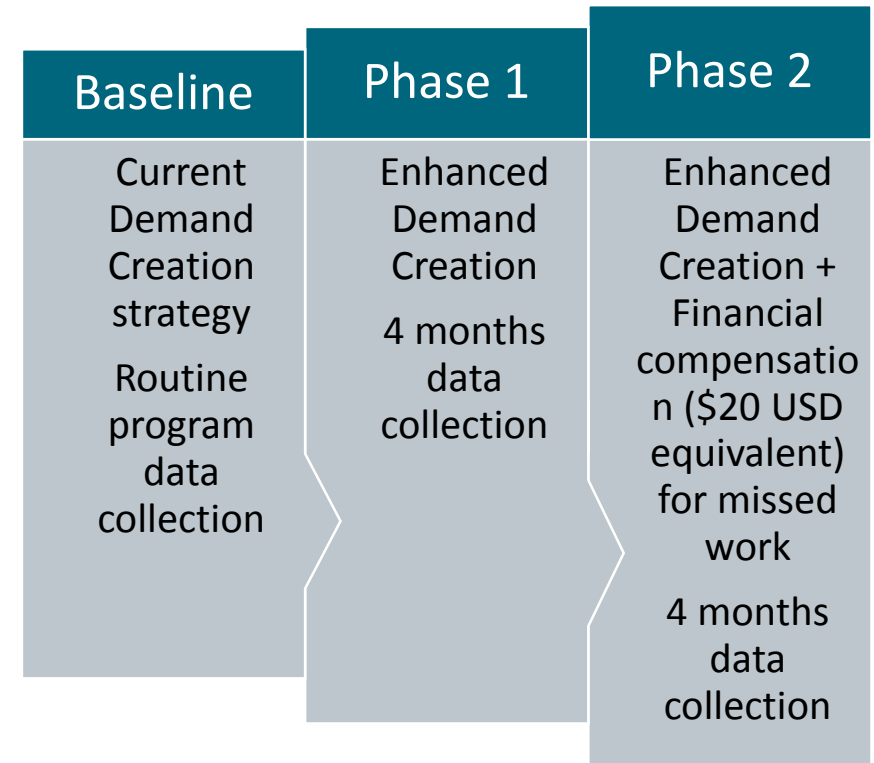 Baseline
Current
Demand
Creation
strategy
Routine
program
data
collection
Phase 1
Enhanced
Demand
Creation
4 months
data
collection
Phase 2
Enhanced
Demand
Creation +
Financial
compensatio
n ($20 USD
equivalent)
for missed
work
4 months
data
collection